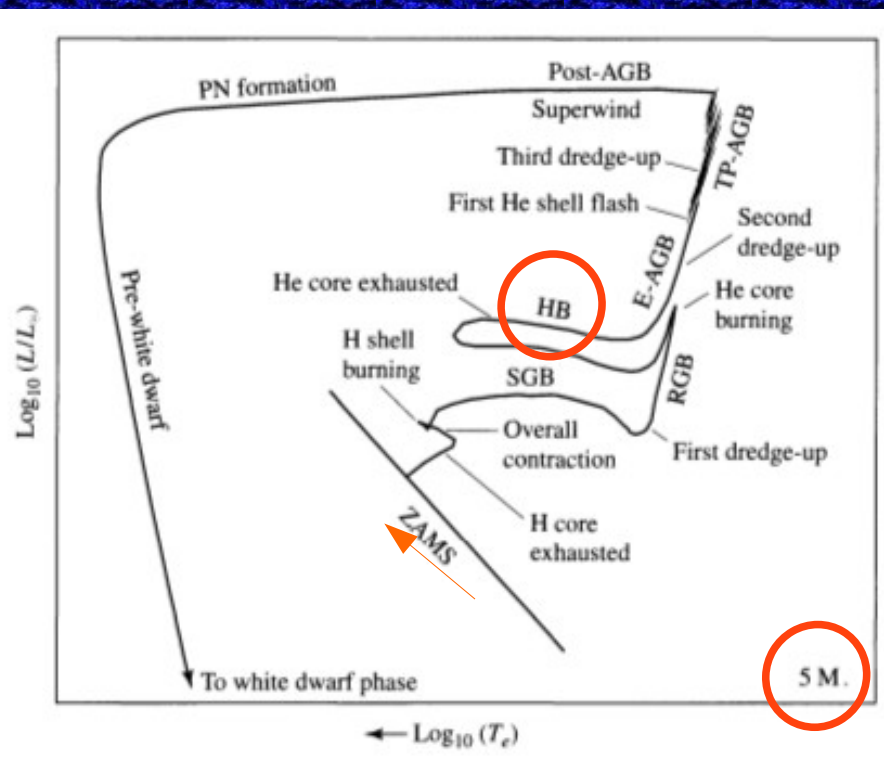 Post-AGB
PN formation
Superwind
TP-AGB
Third dredge-up
First He shell flash
Second
dredge-up
E-AGB
He core exhausted
HB
He core
burning
H shell
burning
Pre-white dwarf
SGB
RGB
Overall
contraction
First dredge-up
ZAMS
H core
exhausted
5 M
To white dwarf phase
Log₁₀ (L/L
Log₁₀ (Tₑ)